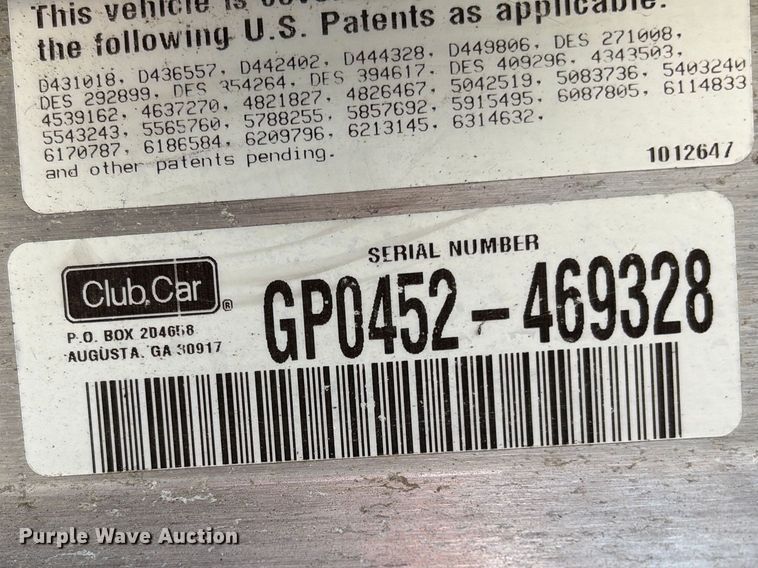 This vehicle is
the following U.S. Patents as applicable:
D431018, D436557, D442402, D444328, D449806, DES 271008,
DES 292899, DES 354264, DES 394617, DES 409296, 4343503,
4539162, 4637270, 4821827, 4826467, 5042519, 5083736, 5403240
5543243, 5565760, 5788255, 5857692, 5915495, 6087805, 6114833
6170787, 6186584, 6209796, 6213145, 6314632,
and other patents pending.
1012647
SERIAL NUMBER
Club Car ®
GP0452-469328
P.O. BOX 204658
AUGUSTA, GA 30917
Purple Wave Auction